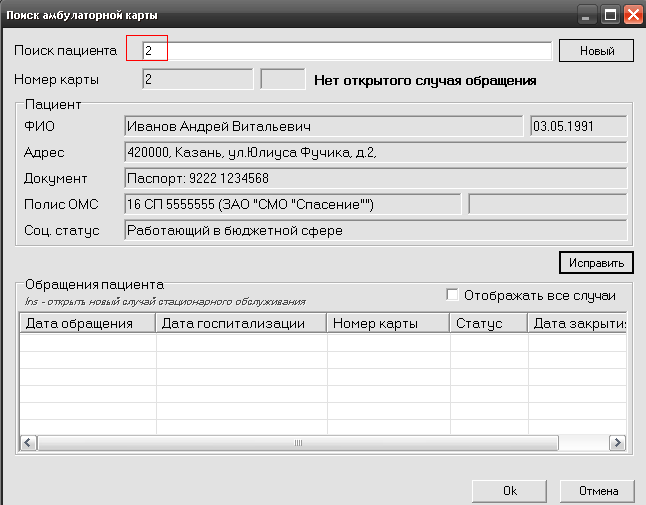 Поиск амбулаторной карты
Поиск пациента 2 Новый
Номер карты 2 Нет открытого случая обращения
Пациент
ФИО Иванов Андрей Витальевич 03.05.1991
Адрес 420000, Казань, ул.Юлиуса Фучика, д.2,
Документ Паспорт: 9222 1234568
Полис ОМС 16 СП 5555555 (ЗАО "СМО "Спасение"")
Соц. статус Работающий в бюджетной сфере
Исправить
Обращения пациента
Ins - открыть новый случай стационарного обслуживания Отображать все случаи
Дата обращения Дата госпитализации Номер карты Статус Дата закрытия
Ok Отмена